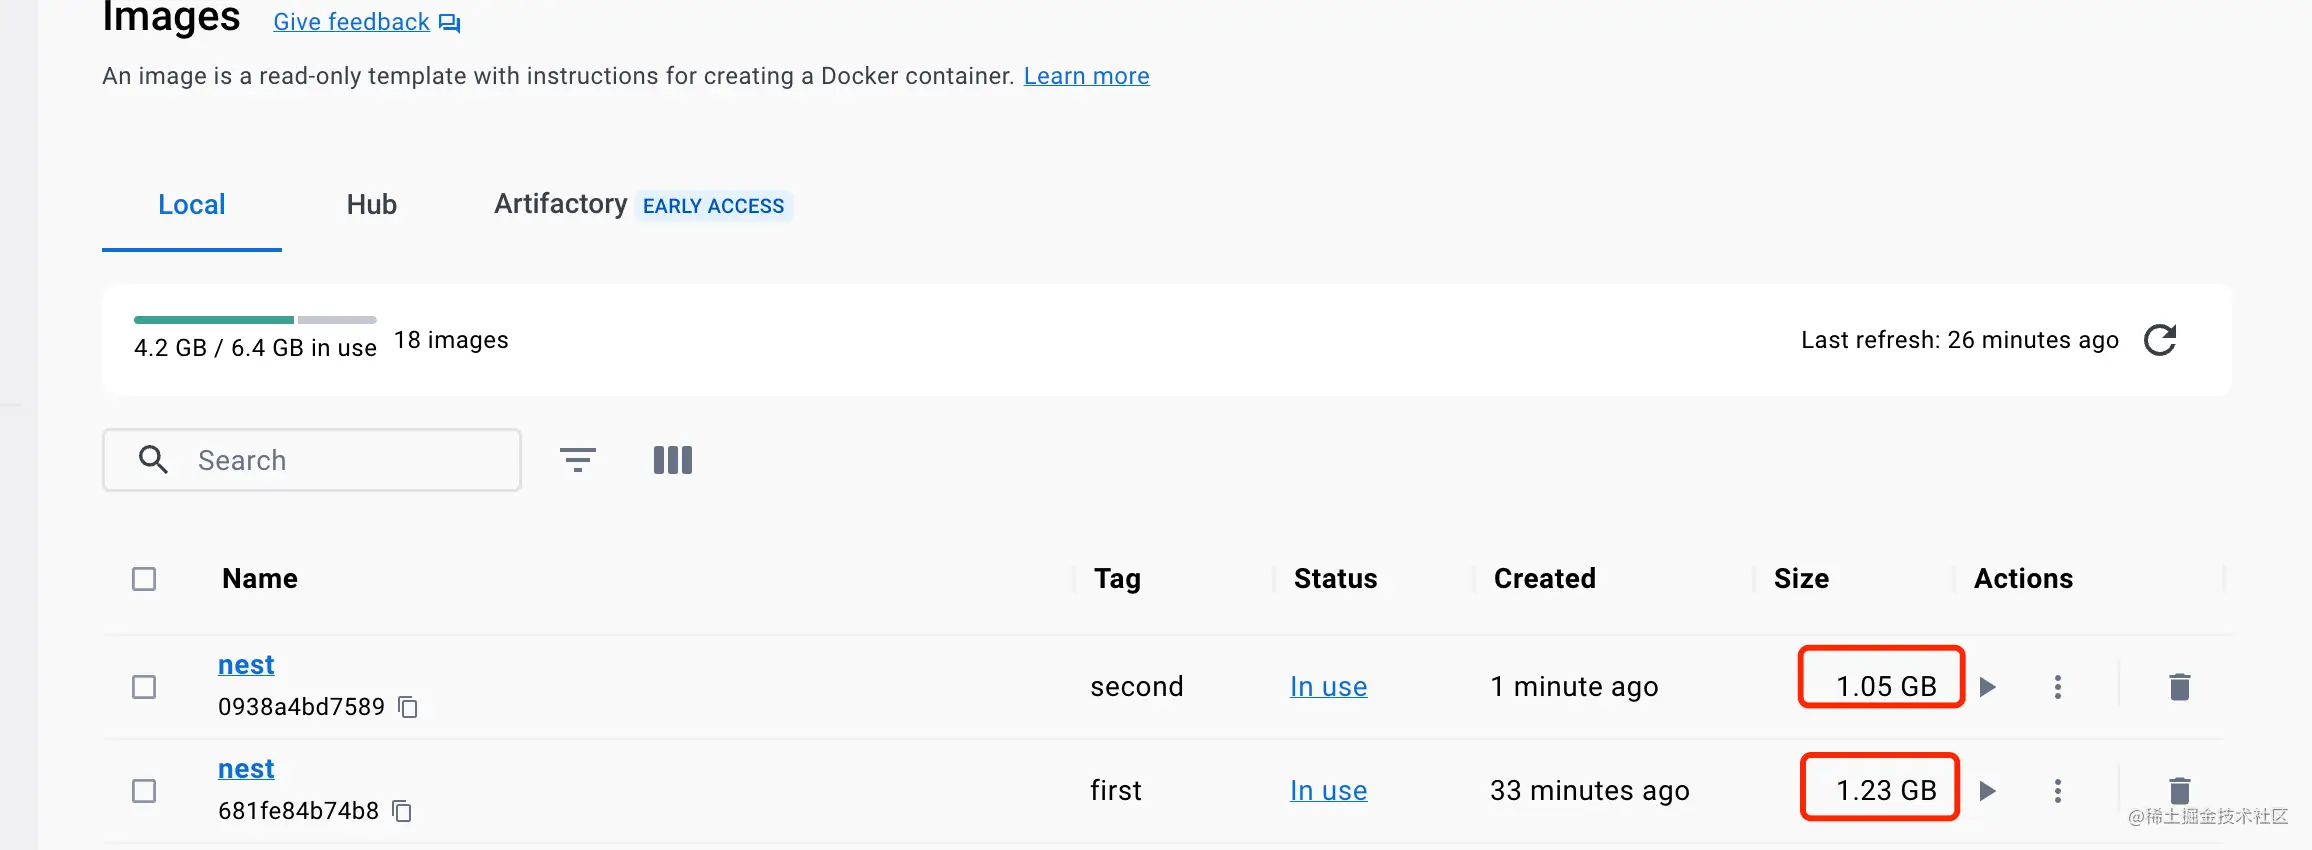 Images Give feedback
An image is a read-only template with instructions for creating a Docker container. Learn more
Local Hub Artifactory EARLY ACCESS
4.2 GB / 6.4 GB in use 18 images Last refresh: 26 minutes ago
Search
Name Tag Status Created Size Actions
nest
0938a4bd7589 second In use 1 minute ago 1.05 GB
nest
681fe84b74b8 first In use 33 minutes ago 1.23 GB
@稀土掘金技术社区